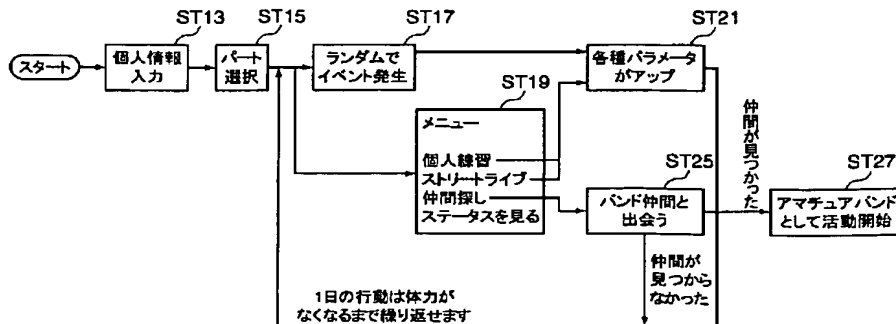 ST13
ST15
ST17
ST21
スタート
個人情報
入力
パート
選択
ランダムで
イベント発生
各種パラメータ
がアップ
ST19
メニュー
個人練習
ストリートライブ
仲間探し
ステータスを見る
ST25
バンド仲間と
出会う
仲間が見つかった
ST27
アマチュアバンド
として活動開始
仲間が
見つから
なかった
1日の行動は体力が
なくなるまで繰り返せます